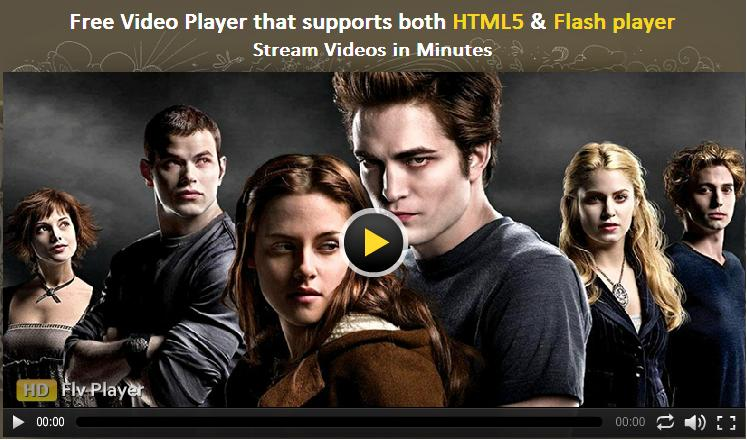 Free Video Player that supports both HTML5 & Flash player
Stream Videos in Minutes
HD Flv Player
00:00 00:00